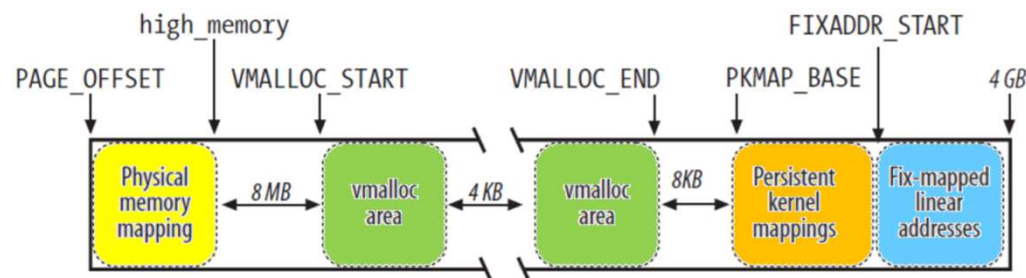 high_memory
FIXADDR_START
PAGE_OFFSET
VMALLOC_START
VMALLOC_END
PKMAP_BASE
4 GB
Physical
memory
mapping
8 MB
vmalloc
area
4 KB
vmalloc
area
8KB
Persistent
kernel
mappings
Fix-mapped
linear
addresses